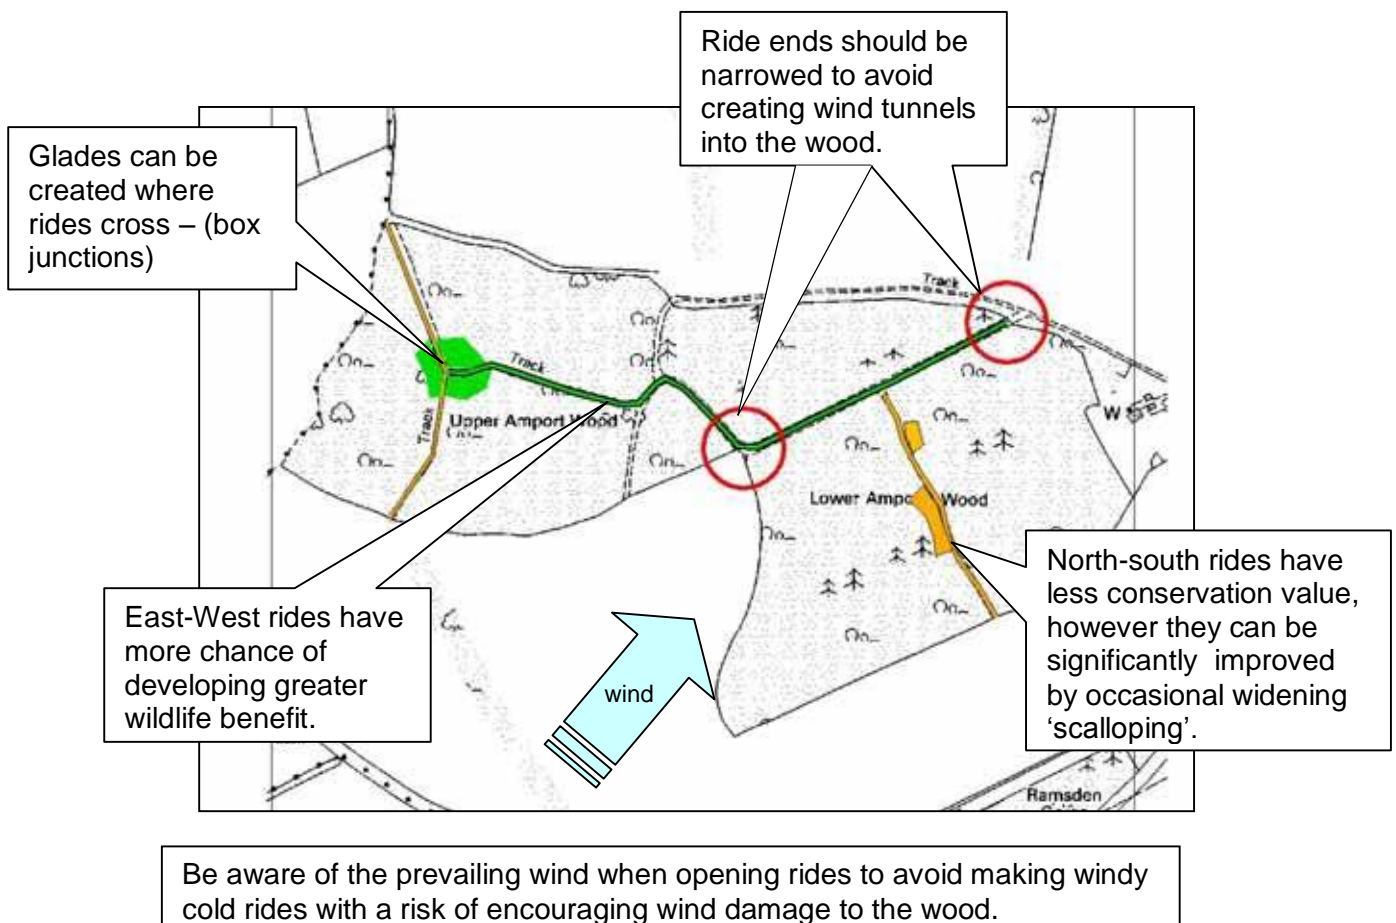 Ride ends should be
narrowed to avoid
creating wind tunnels
into the wood.
Glades can be
created where
rides cross – (box
junctions)
Track
Track
Track
Upper Amport Wood
W
Lower Ampo Wood
North-south rides have
less conservation value,
however they can be
significantly improved
by occasional widening
‘scalloping’.
East-West rides have
more chance of
developing greater
wildlife benefit.
wind
Ramsden
Be aware of the prevailing wind when opening rides to avoid making windy
cold rides with a risk of encouraging wind damage to the wood.